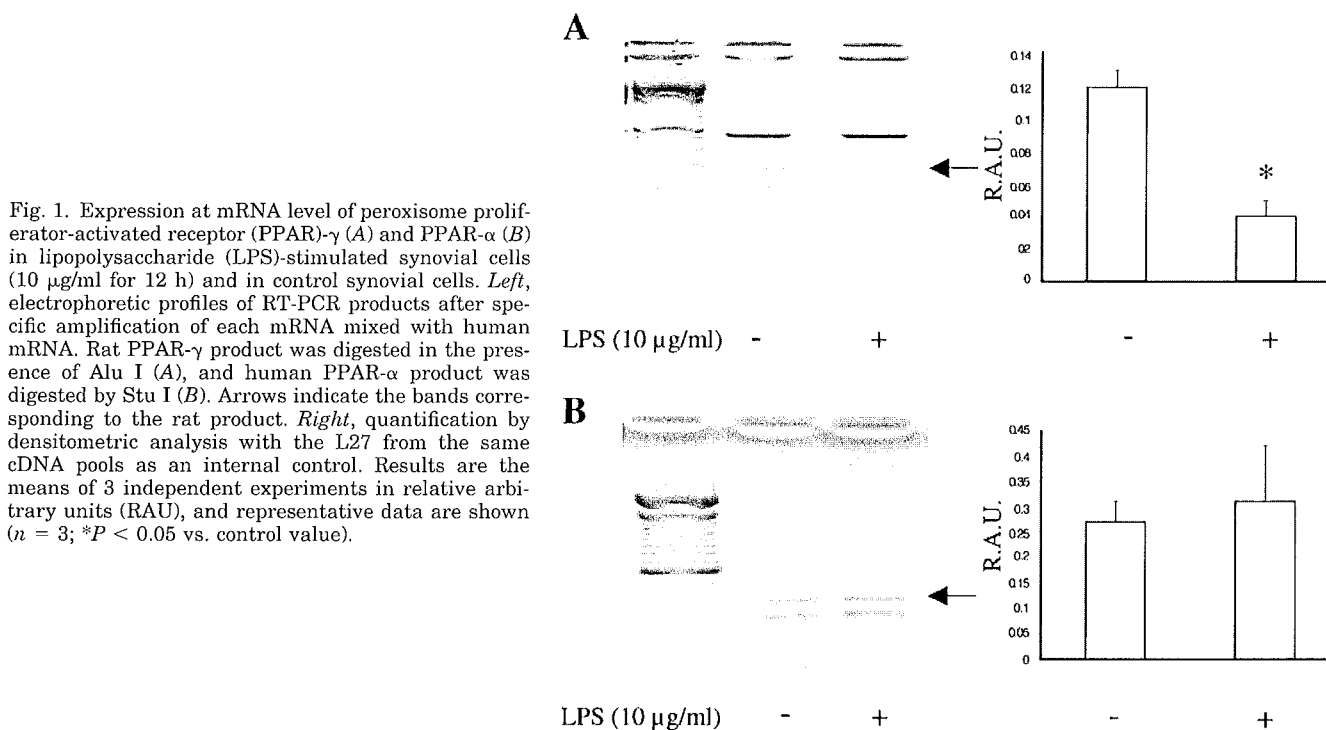 Fig. 1. Expression at mRNA level of peroxisome prolif-
erator-activated receptor (PPAR)-γ (A) and PPAR-α (B)
in lipopolysaccharide (LPS)-stimulated synovial cells
(10 μg/ml for 12 h) and in control synovial cells. Left,
electrophoretic profiles of RT-PCR products after spe-
cific amplification of each mRNA mixed with human
mRNA. Rat PPAR-γ product was digested in the pres-
ence of Alu I (A), and human PPAR-α product was
digested by Stu I (B). Arrows indicate the bands corre-
sponding to the rat product. Right, quantification by
densitometric analysis with the L27 from the same
cDNA pools as an internal control. Results are the
means of 3 independent experiments in relative arbi-
trary units (RAU), and representative data are shown
(n = 3; *P < 0.05 vs. control value).
A
R.A.U.
0.14
0.12
0.1
0.08
0.06
0.04
02
0
*
LPS (10 μg/ml) - +
- +
B
R.A.U.
0.45
0.4
0.35
0.3
0.25
0.2
0.15
0.1
0.05
0
LPS (10 μg/ml) - +
- +